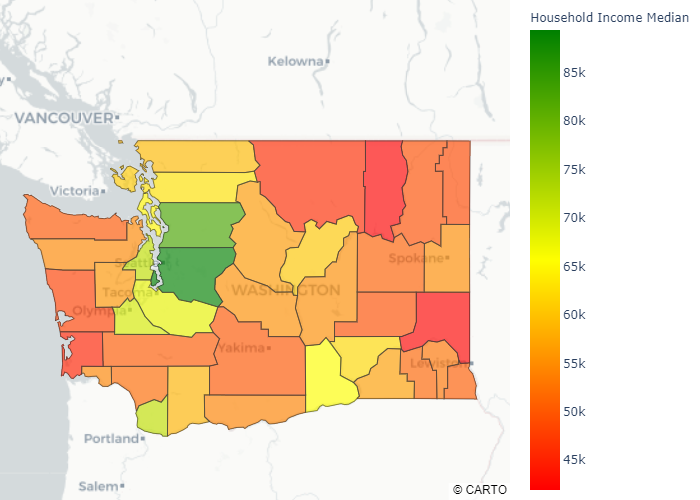 Household Income Median
85k
80k
75k
70k
65k
60k
55k
50k
45k
Kelowna
VANCOUVER
Victoria
Seattle
Spokane
Tacoma
WASHINGTON
Olympia
Yakima
Lewiston
Portland
Salem
© CARTO